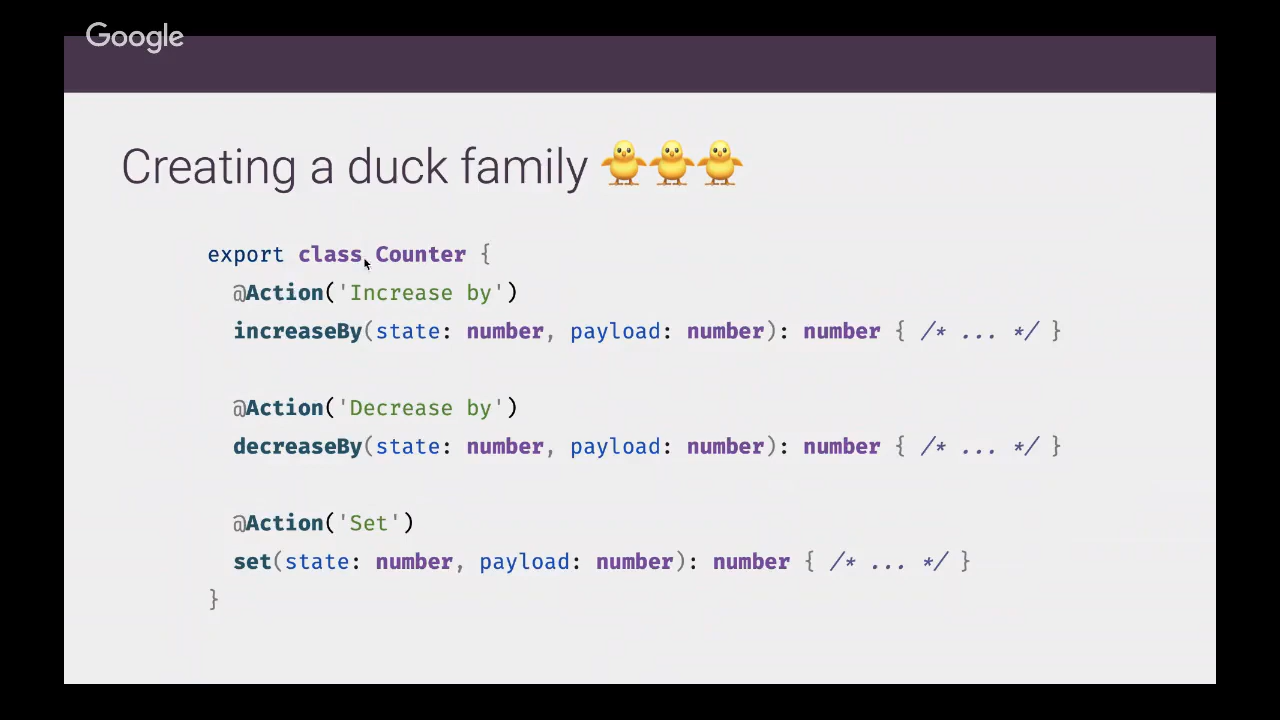 Google
Creating a duck family 🐥🐥🐥
export class Counter {
@Action('Increase by')
increaseBy(state: number, payload: number): number { /* ... */ }
@Action('Decrease by')
decreaseBy(state: number, payload: number): number { /* ... */ }
@Action('Set')
set(state: number, payload: number): number { /* ... */ }
}